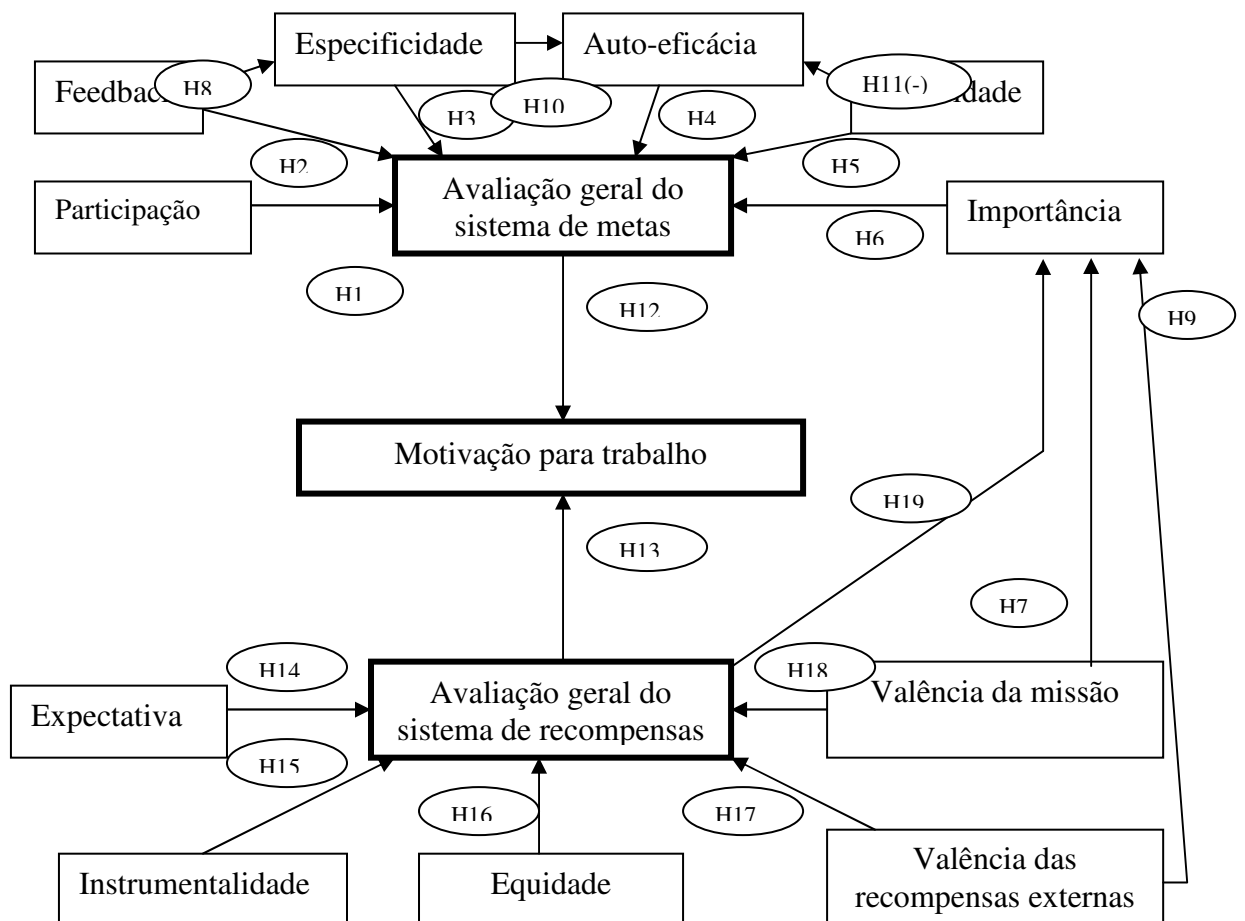 Especificidade
Auto-eficácia
H8
H11(-)
H3
H10
H4
H2
H5
Avaliação geral do
sistema de metas
Participação
Importância
H6
H1
H12
H9
Motivação para trabalho
H19
H13
H7
H14
H18
Avaliação geral do
sistema de recompensas
Valência da missão
Expectativa
H15
H16
H17
Instrumentalidade
Equidade
Valência das
recompensas externas